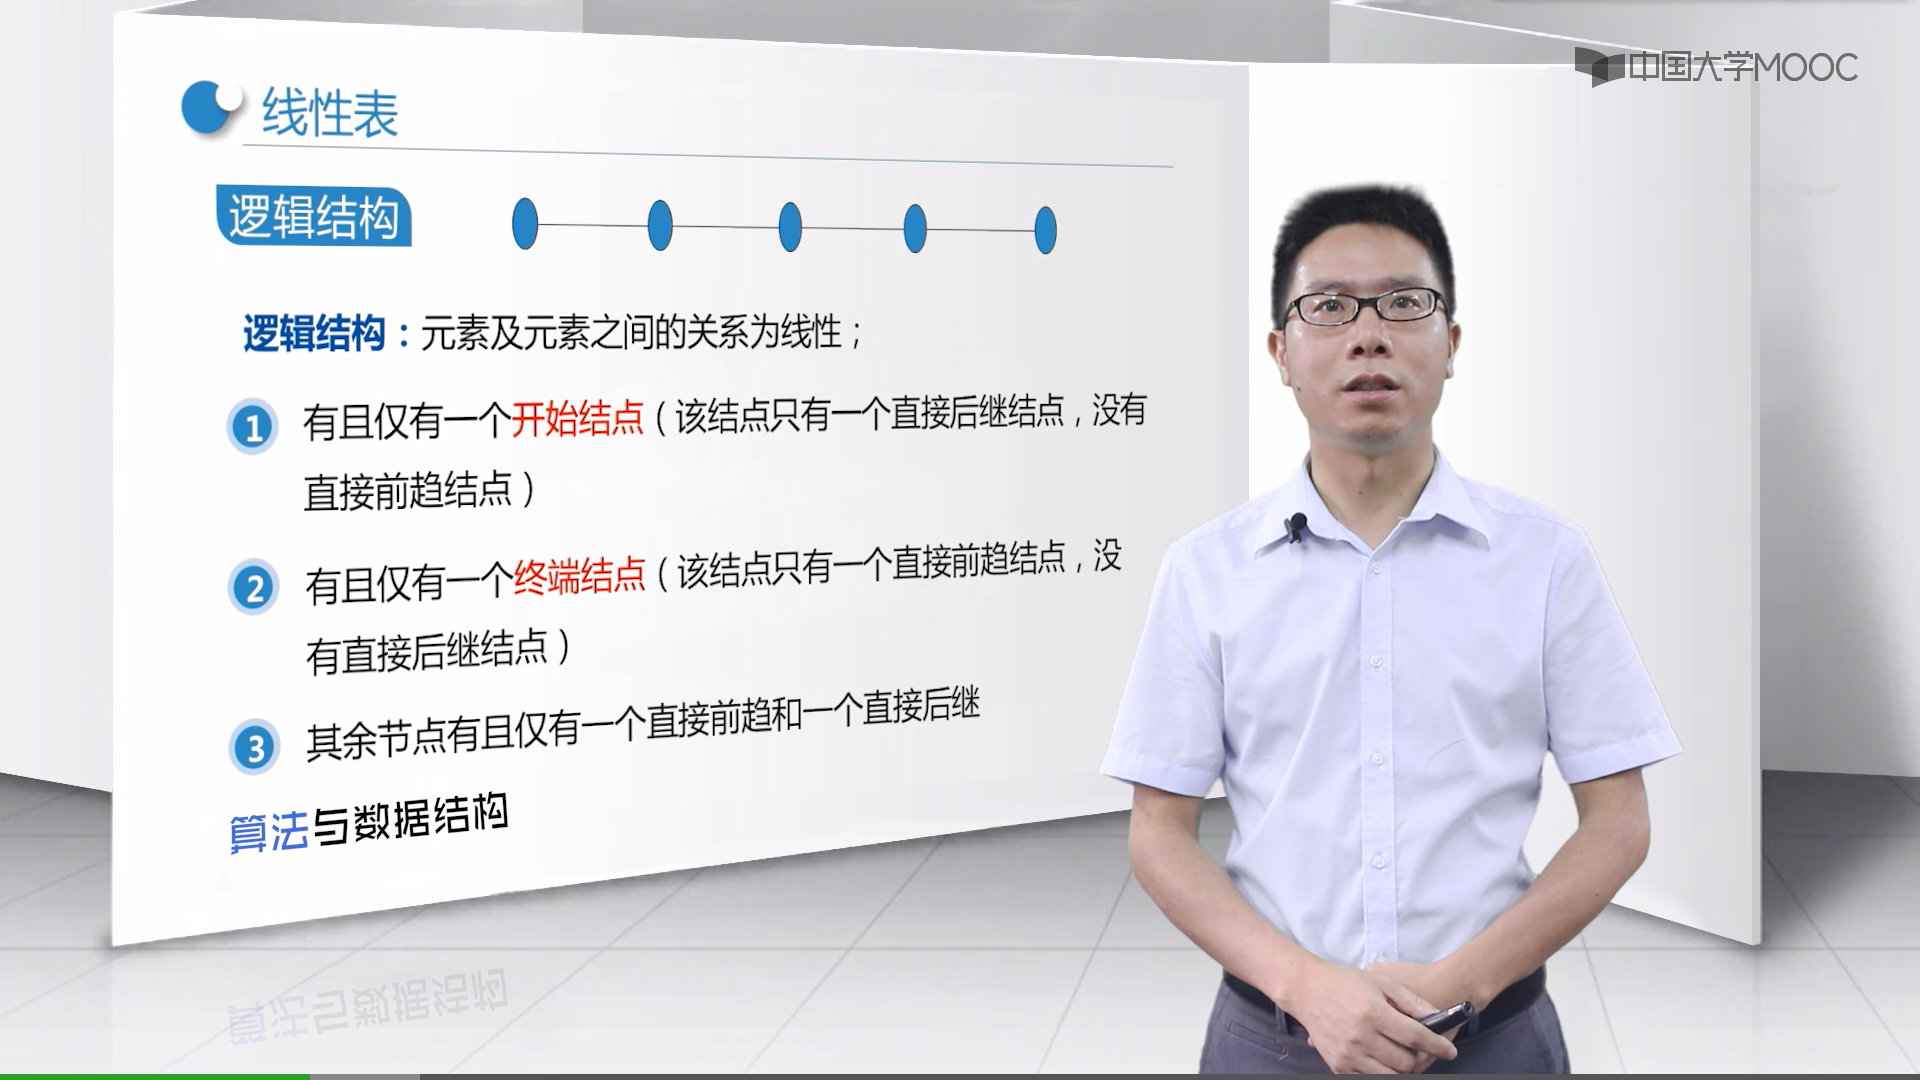 中国大学MOOC
线性表
逻辑结构
逻辑结构：元素及元素之间的关系为线性；
1 有且仅有一个开始结点（该结点只有一个直接后继结点，没有
直接前趋结点）
2 有且仅有一个终端结点（该结点只有一个直接前趋结点，没
有直接后继结点）
3 其余节点有且仅有一个直接前趋和一个直接后继
算法与数据结构